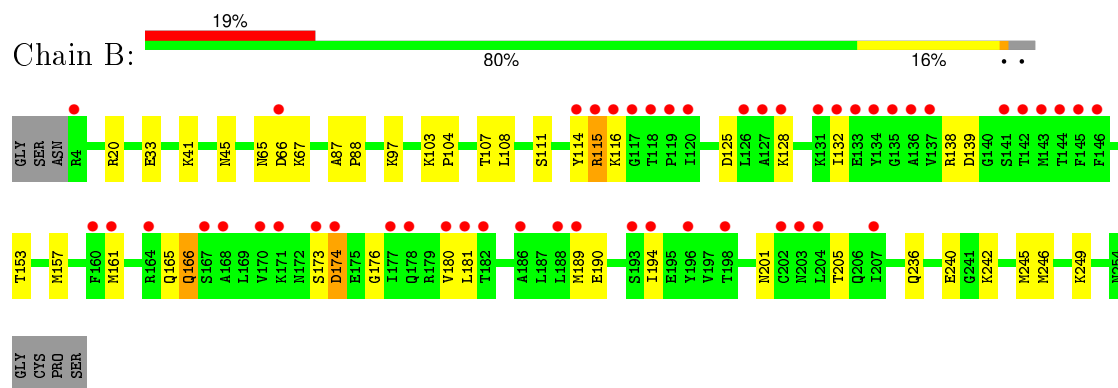 19%
Chain B:
80% 16% • •
GLY SER ASN R4 R20 E33 K41 N45 N65 D66 K67 A87 P88 K97 K103 P104 T107 L108 S111 Y114 R115 K116 G117 T118 P119 I120 D125 L126 A127 K128 K131 I132 E133 Y134 G135 A136 V137 R138 D139 G140 S141 T142 M143 T144 F145 F146
T153 M157 F160 M161 R164 Q165 Q166 S167 A168 L169 V170 K171 N172 S173 D174 E175 G176 I177 Q178 R179 V180 L181 T182 A186 L187 L188 M189 E190 S193 I194 E195 Y196 V197 T198 N201 C202 N203 L204 T205 Q206 I207 Q236 E240 G241 K242 M245 M246 K249
GLY CYS PRO SER